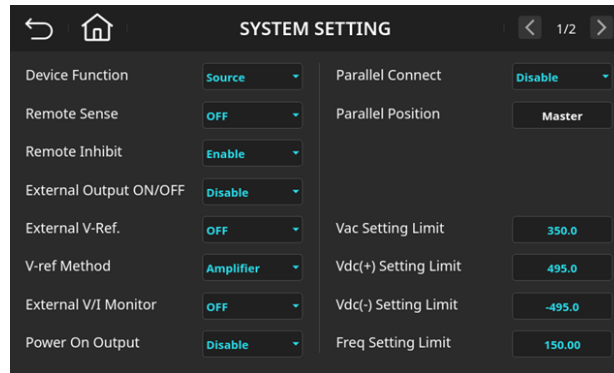 SYSTEM SETTING
1/2
Device Function Source
Remote Sense OFF
Remote Inhibit Enable
External Output ON/OFF Disable
External V-Ref. OFF
V-ref Method Amplifier
External V/I Monitor OFF
Power On Output Disable
Parallel Connect Disable
Parallel Position Master
Vac Setting Limit 350.0
Vdc(+) Setting Limit 495.0
Vdc(-) Setting Limit -495.0
Freq Setting Limit 150.00